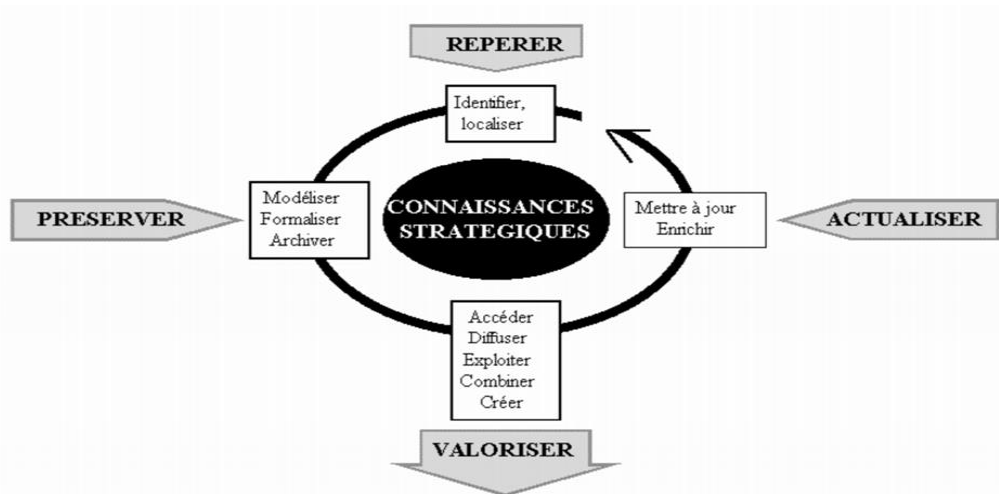 REPERER
Identifier,
localiser
PRESERVER
Modéliser
Formaliser
Archiver
CONNAISSANCES
STRATEGIQUES
Mettre à jour
Enrichir
ACTUALISER
Accéder
Diffuser
Exploiter
Combiner
Créer
VALORISER